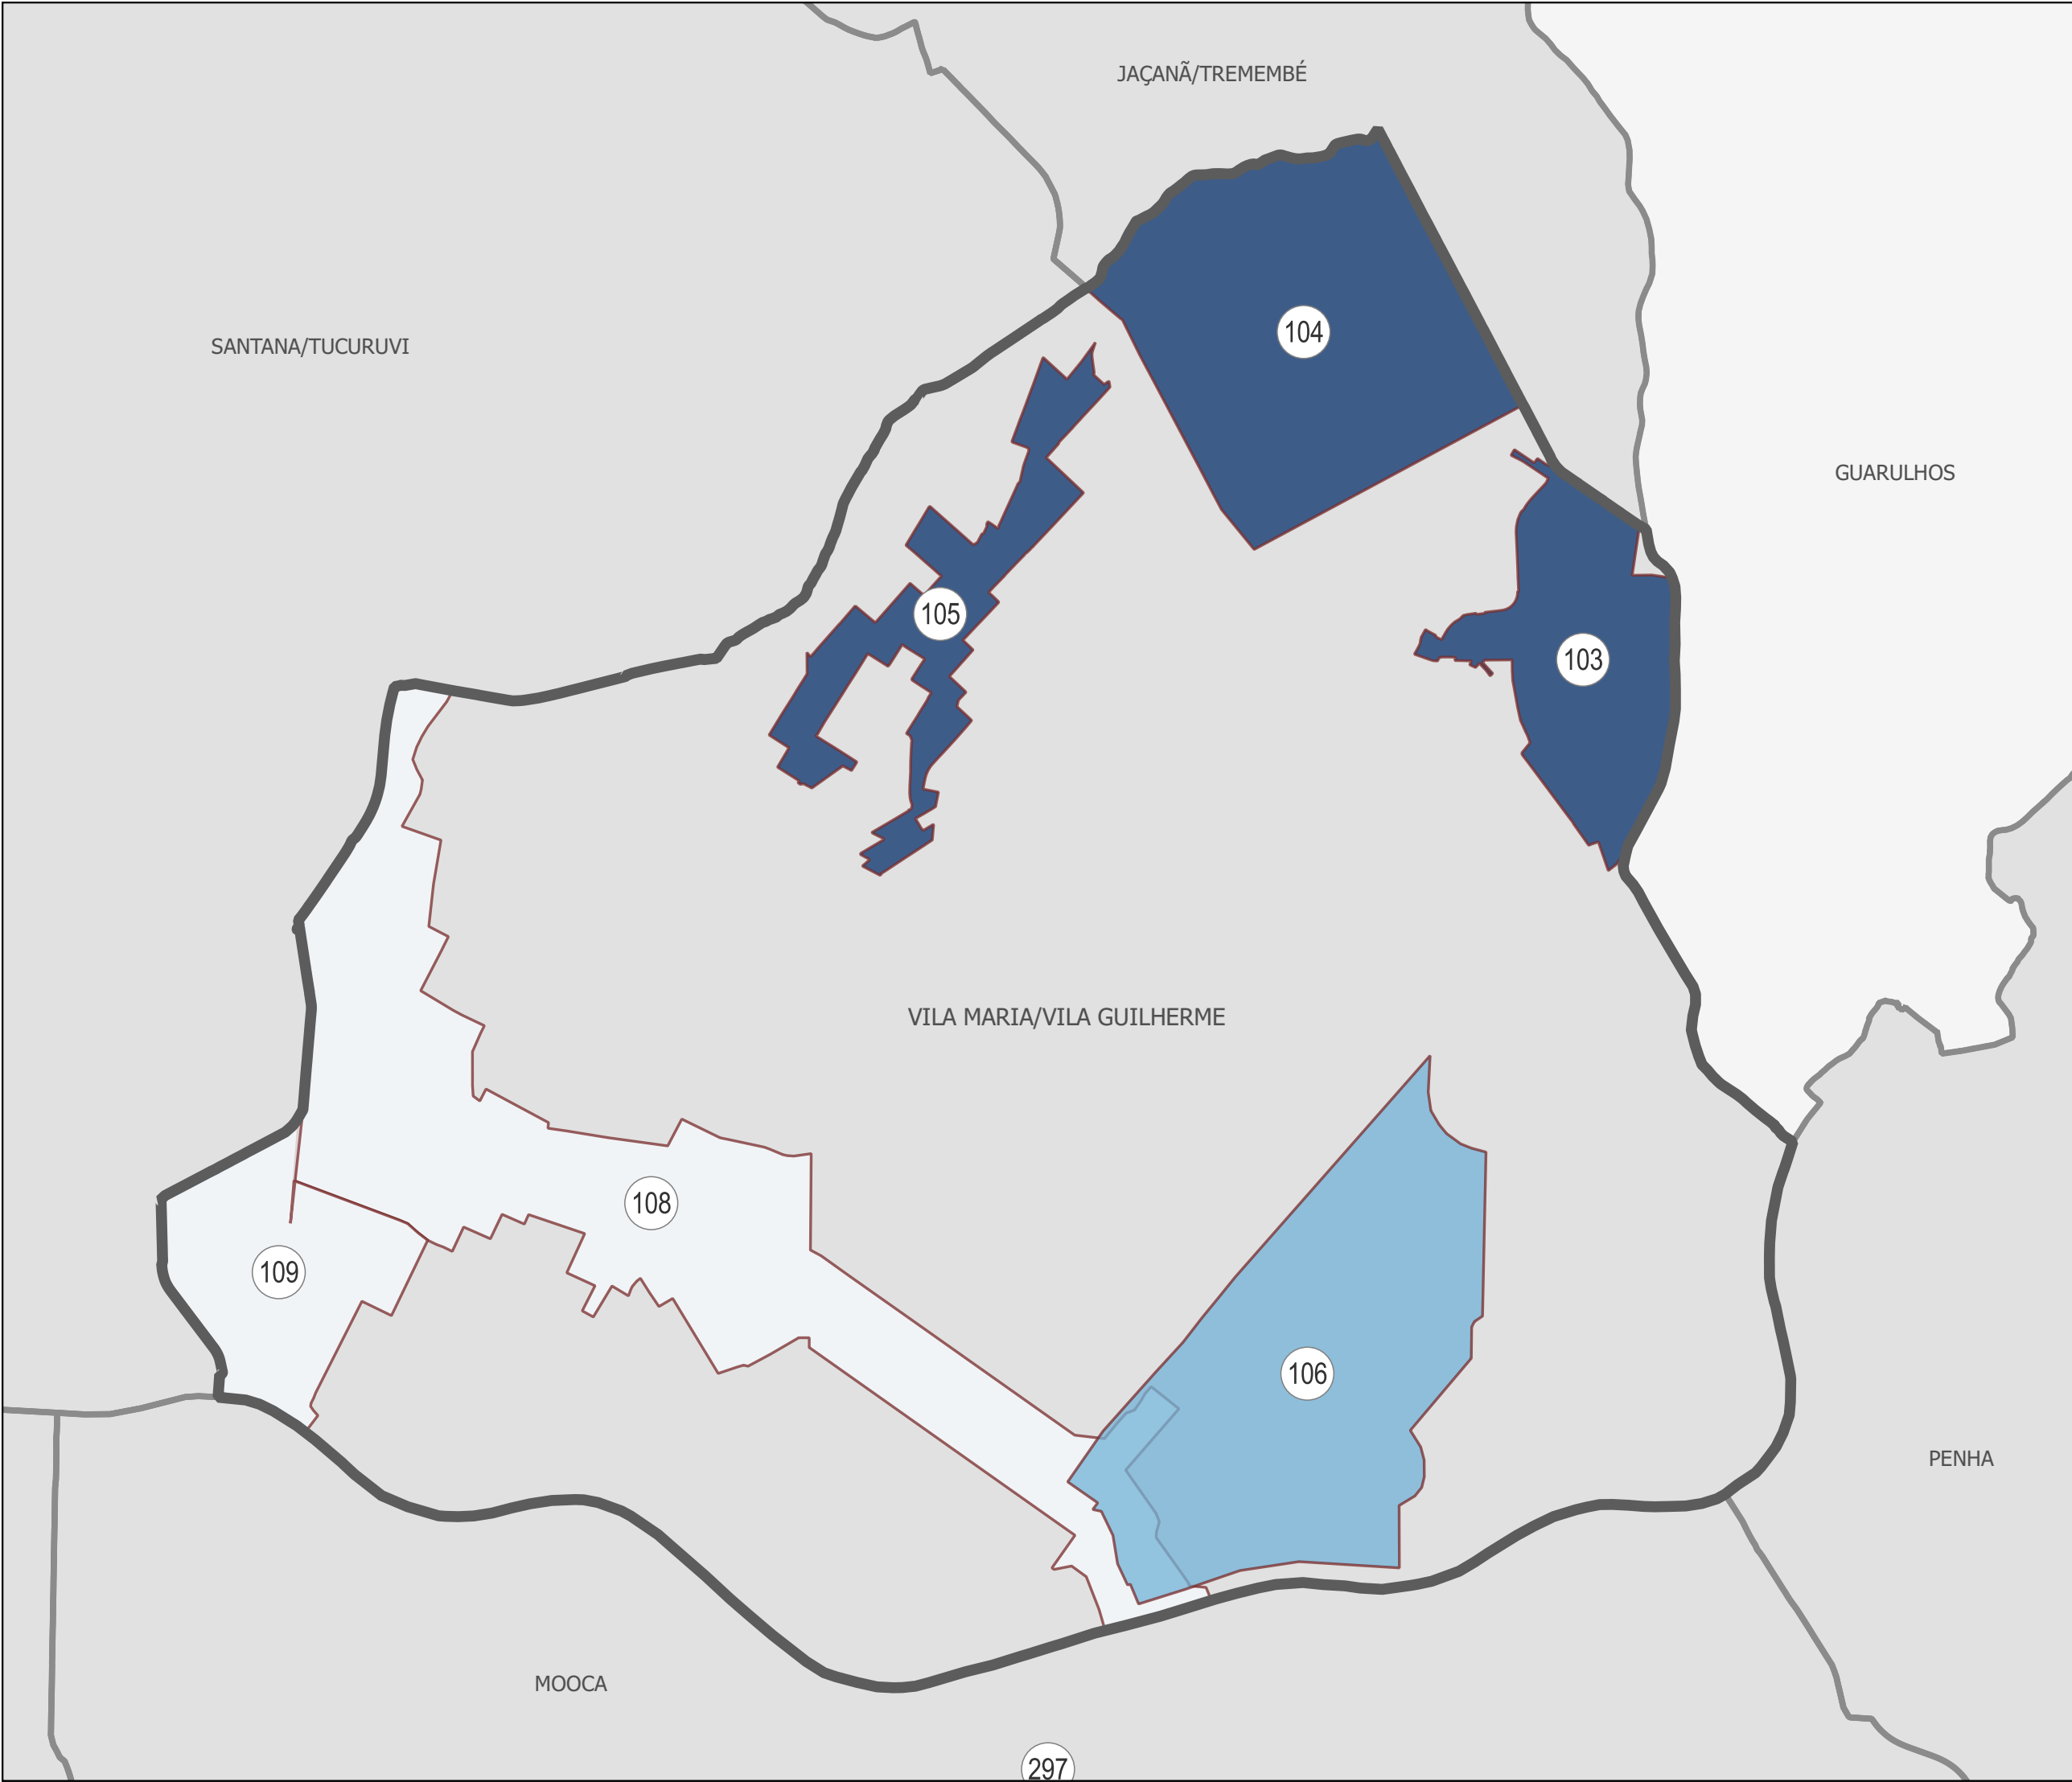 JAÇANÃ/TREMEMBÉ
104
SANTANA/TUCURUVI
GUARULHOS
105
103
VILA MARIA/VILA GUILHERME
108
109
106
PENHA
MOOCA
297